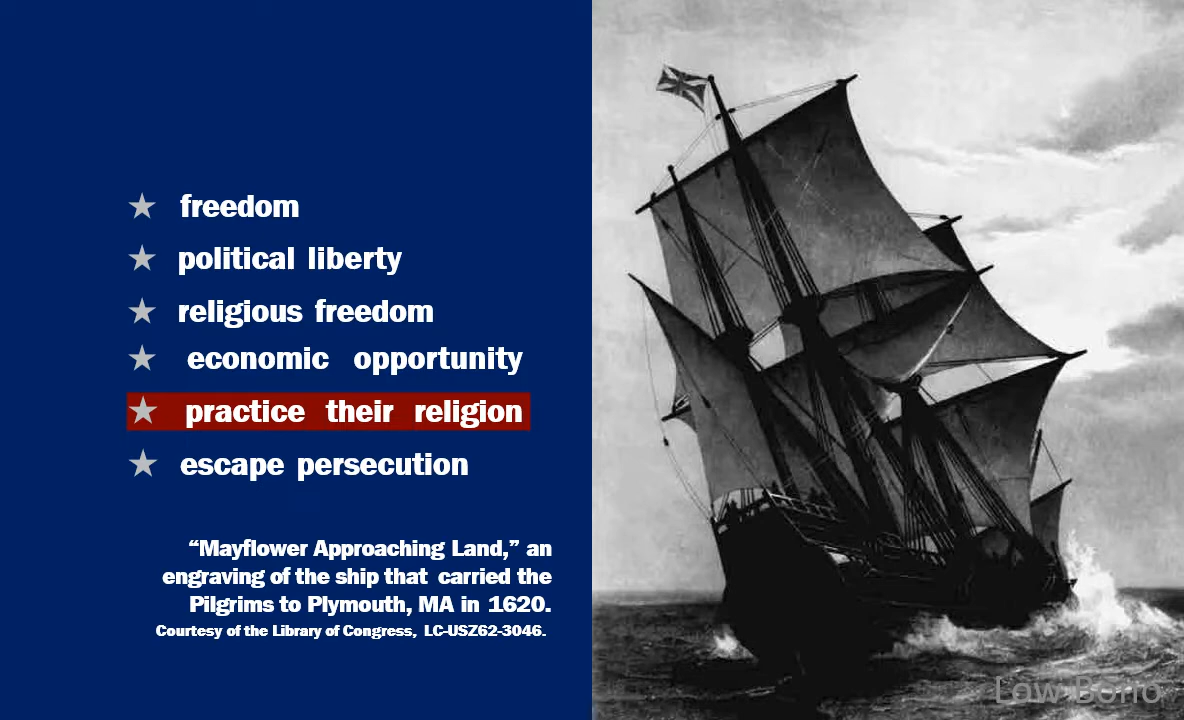 freedom
political liberty
religious freedom
economic opportunity
practice their religion
escape persecution
“Mayflower Approaching Land,” an
engraving of the ship that carried the
Pilgrims to Plymouth, MA in 1620.
Courtesy of the Library of Congress, LC-USZ62-3046.
Low Bono